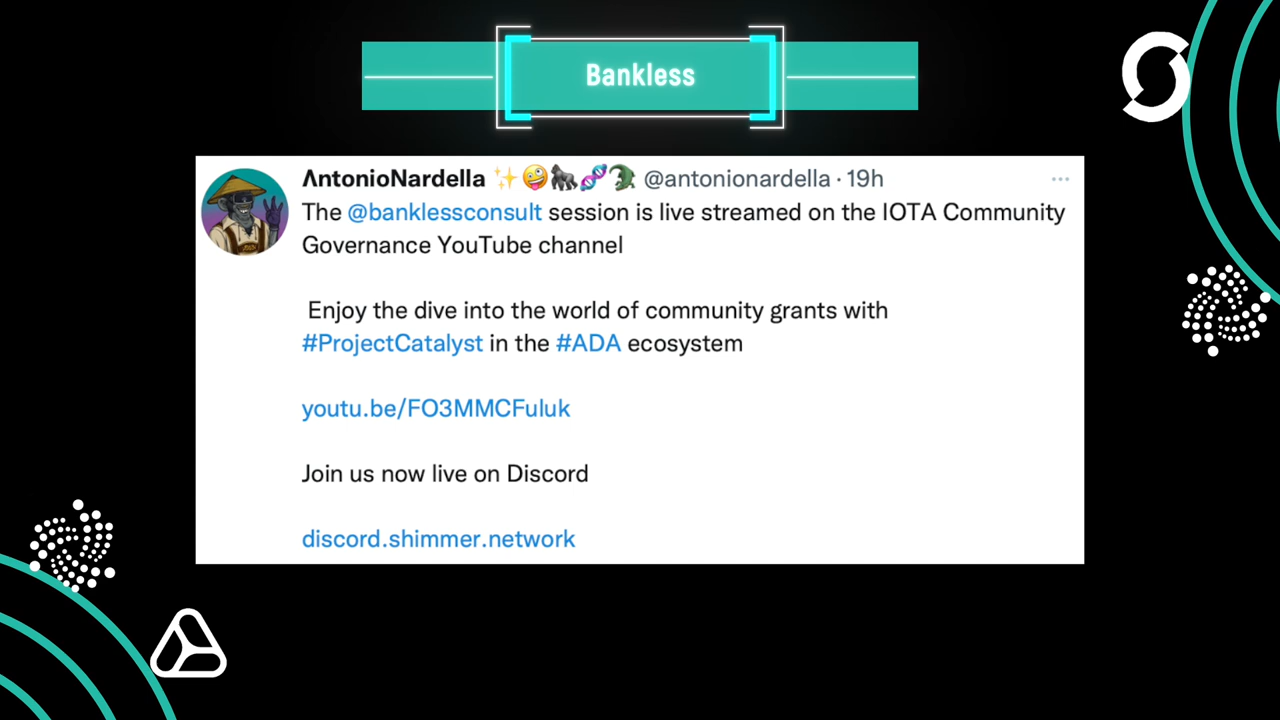 Bankless
ΛntonioNardella ✨🤪🦍🧬🐊 @antonionardella · 19h
The @banklessconsult session is live streamed on the IOTA Community
Governance YouTube channel
Enjoy the dive into the world of community grants with
#ProjectCatalyst in the #ADA ecosystem
youtu.be/FO3MMCFuluk
Join us now live on Discord
discord.shimmer.network